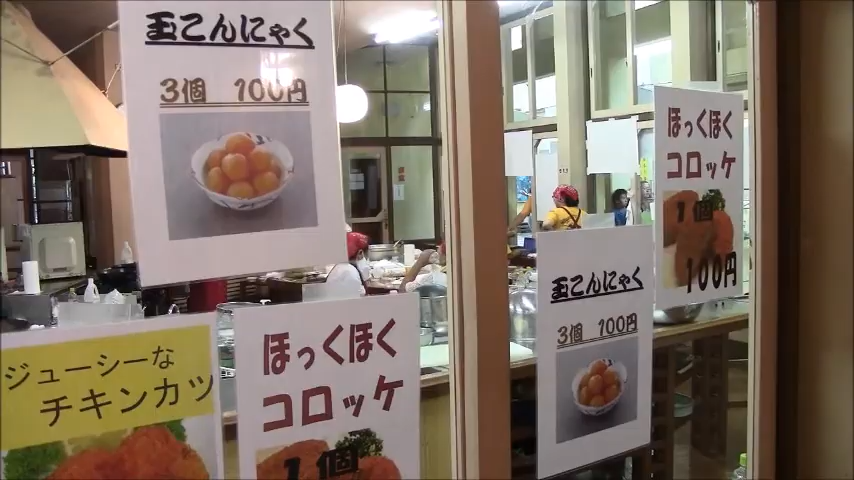 玉こんにゃく
3個 100円
ほっくほく
コロッケ
1個
100円
玉こんにゃく
3個 100円
ジューシーな
チキンカツ
ほっくほく
コロッケ
1個